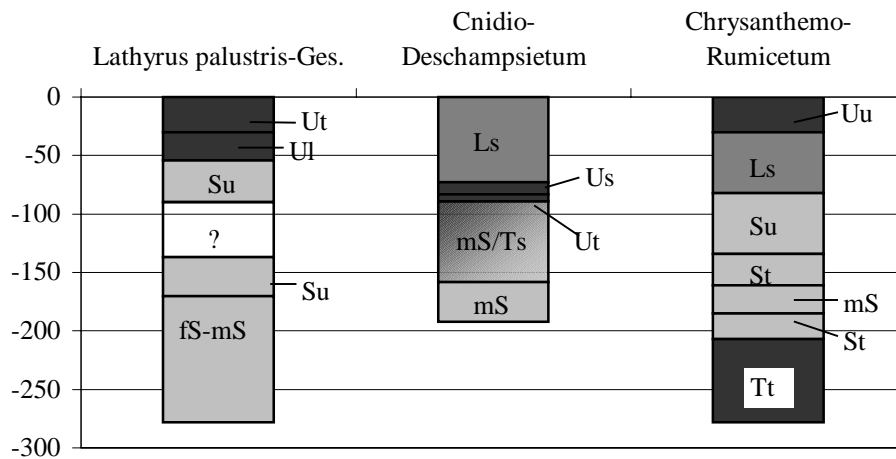 Lathyrus palustris-Ges.
Cnidio-
Deschampsietum
Chrysanthemo-
Rumicetum
0
-50
-100
-150
-200
-250
-300
Ut
Ul
Su
?
Su
fS-mS
Ls
Us
Ut
mS/Ts
mS
Uu
Ls
Su
St
mS
St
Tt